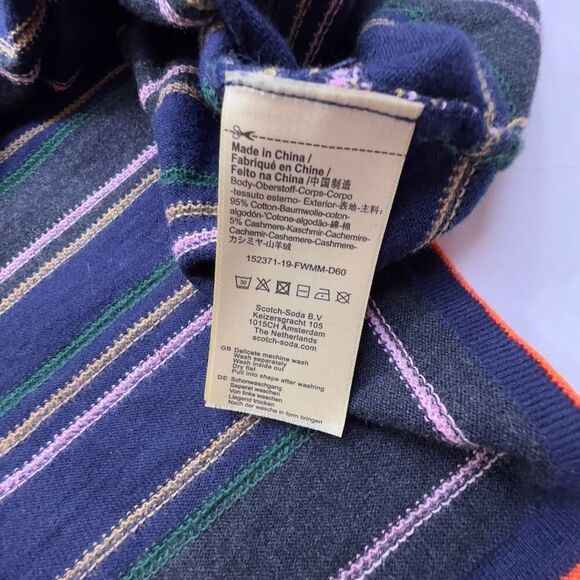 Made in China /
Fabriqué en Chine /
Feito na China /中国制造
Body-Oberstoff-Corps-Corpo
-tessuto esterno- Exterior-表地-主料:
95% Cotton-Baumwolle-coton-
algodón-'Cotone-algodão-綿-棉
5% Cashmere-Kaschmir-Cachemire-
Cachemir-Cashemere-Cashmere-
カシミヤ-山羊绒
152371-19-FWMM-D60
30
Scotch-Soda B.V
Keizersgracht 105
1015CH Amsterdam
The Netherlands
scotch-soda.com
GB Delicate machine wash
Wash separately
Wash inside out
Dry flat
Pull into shape after washing
DE Schonwaschgang
Separat waschen
Von links waschen
Liegend trocken
Nach der wasche in form bringen